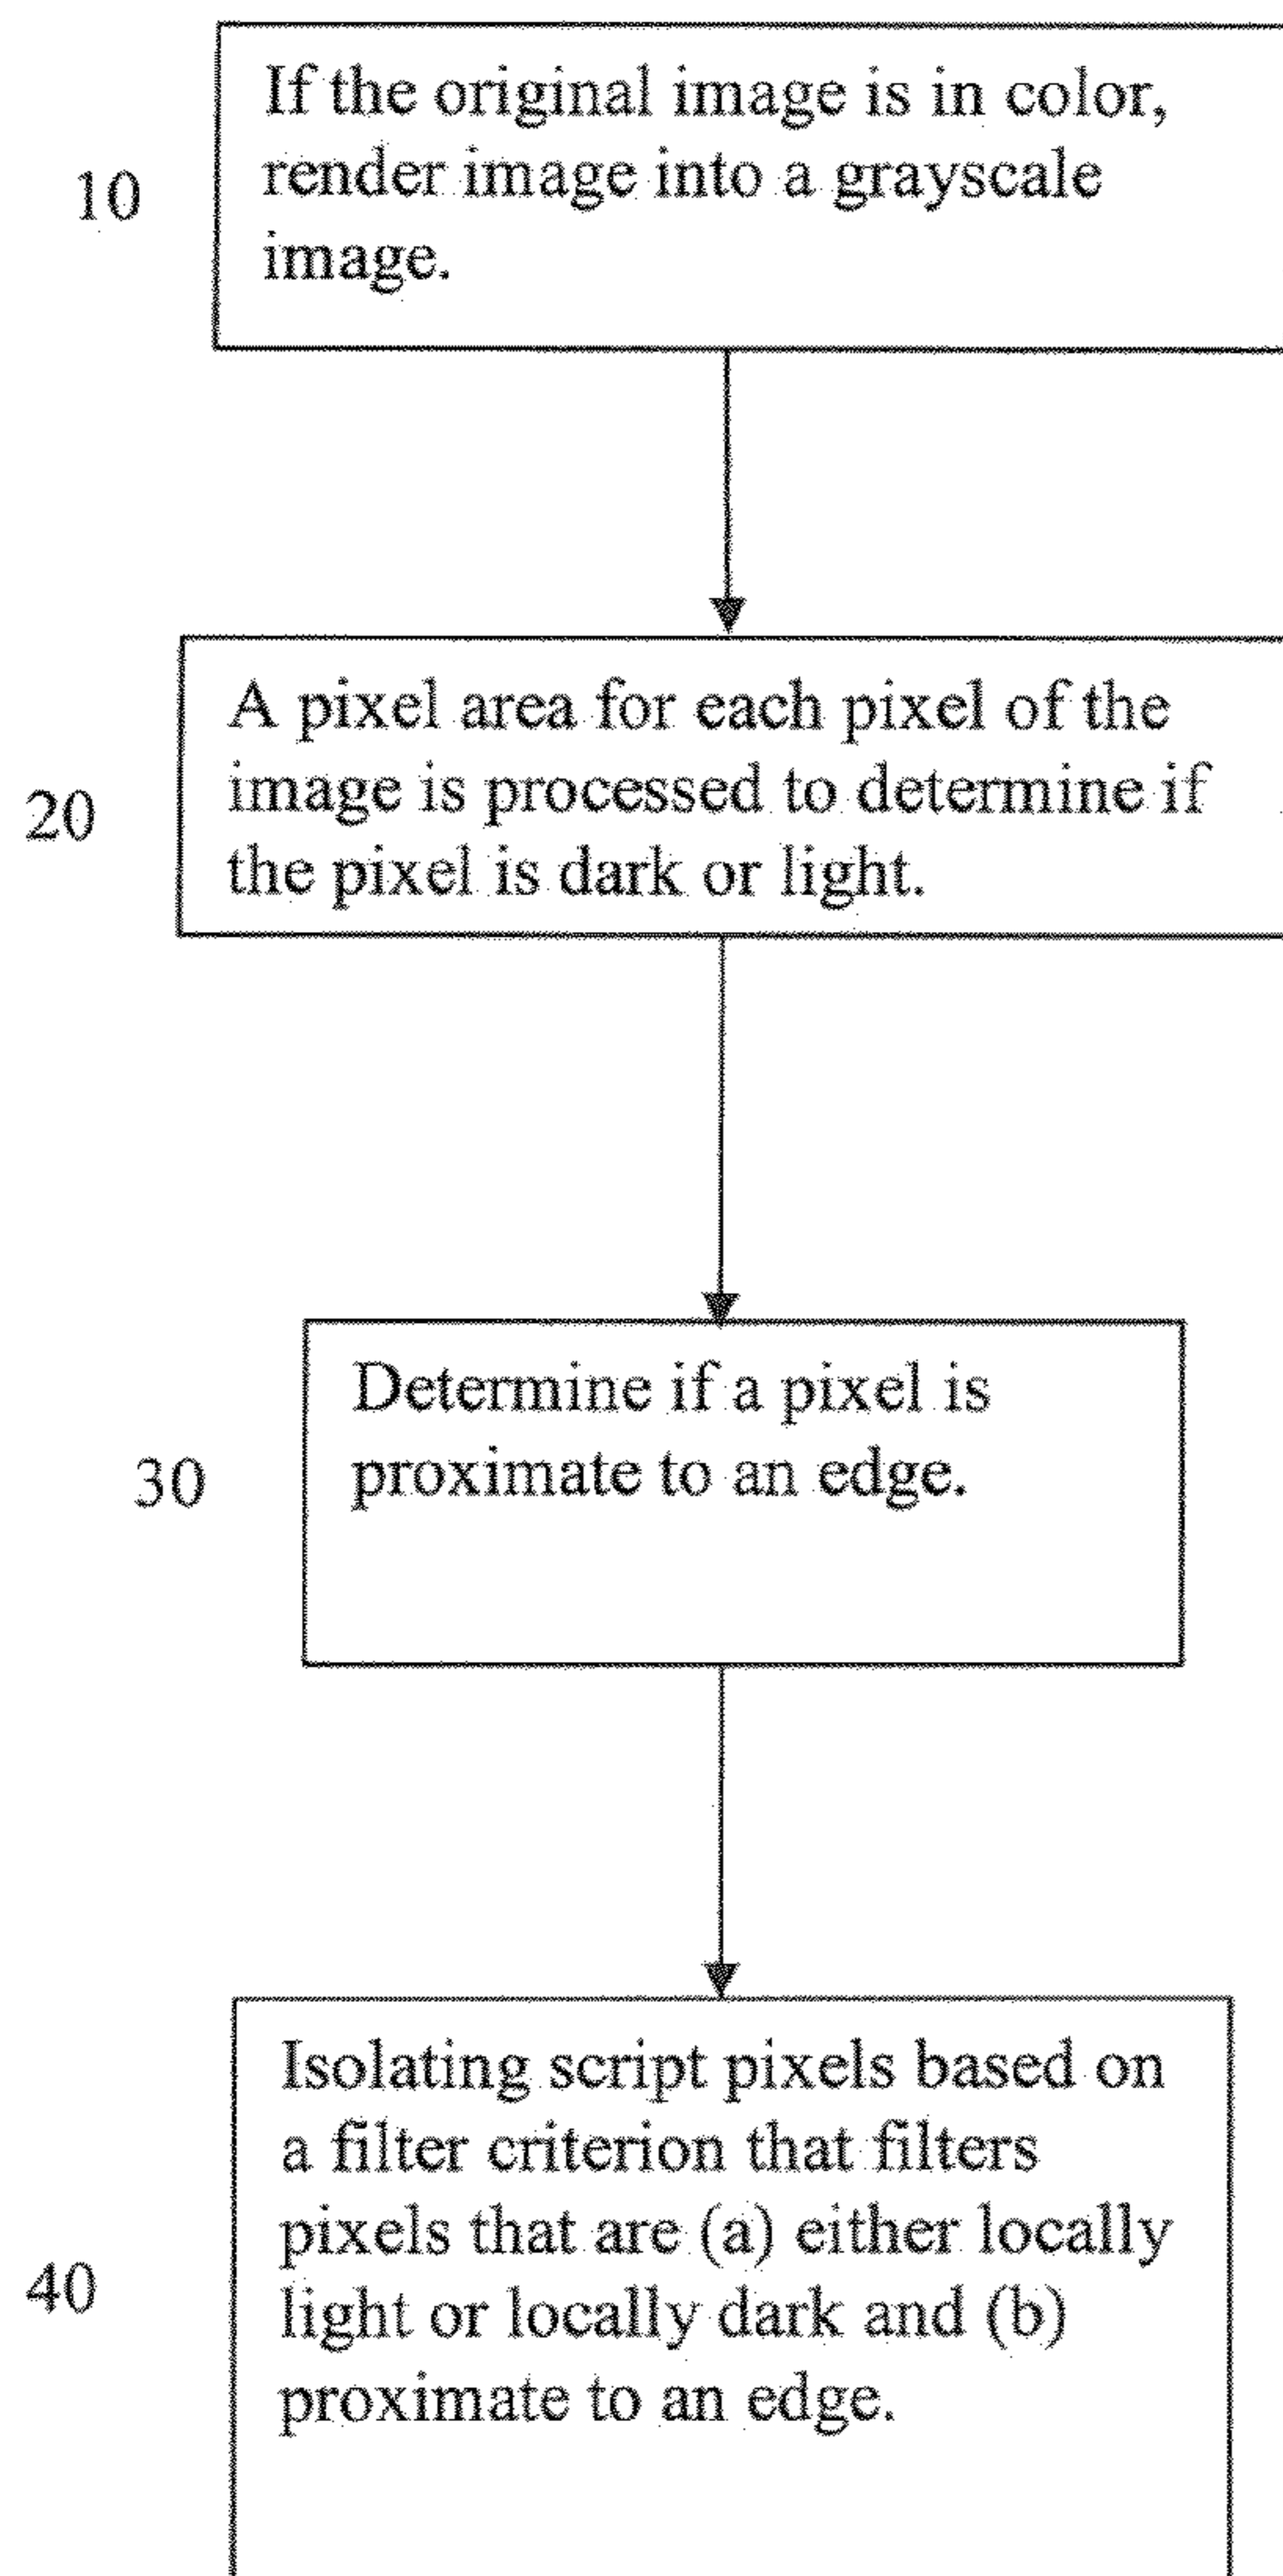 10
If the original image is in color,
render image into a grayscale
image.
20
A pixel area for each pixel of the
image is processed to determine if
the pixel is dark or light.
30
Determine if a pixel is
proximate to an edge.
40
Isolating script pixels based on
a filter criterion that filters
pixels that are (a) either locally
light or locally dark and (b)
proximate to an edge.